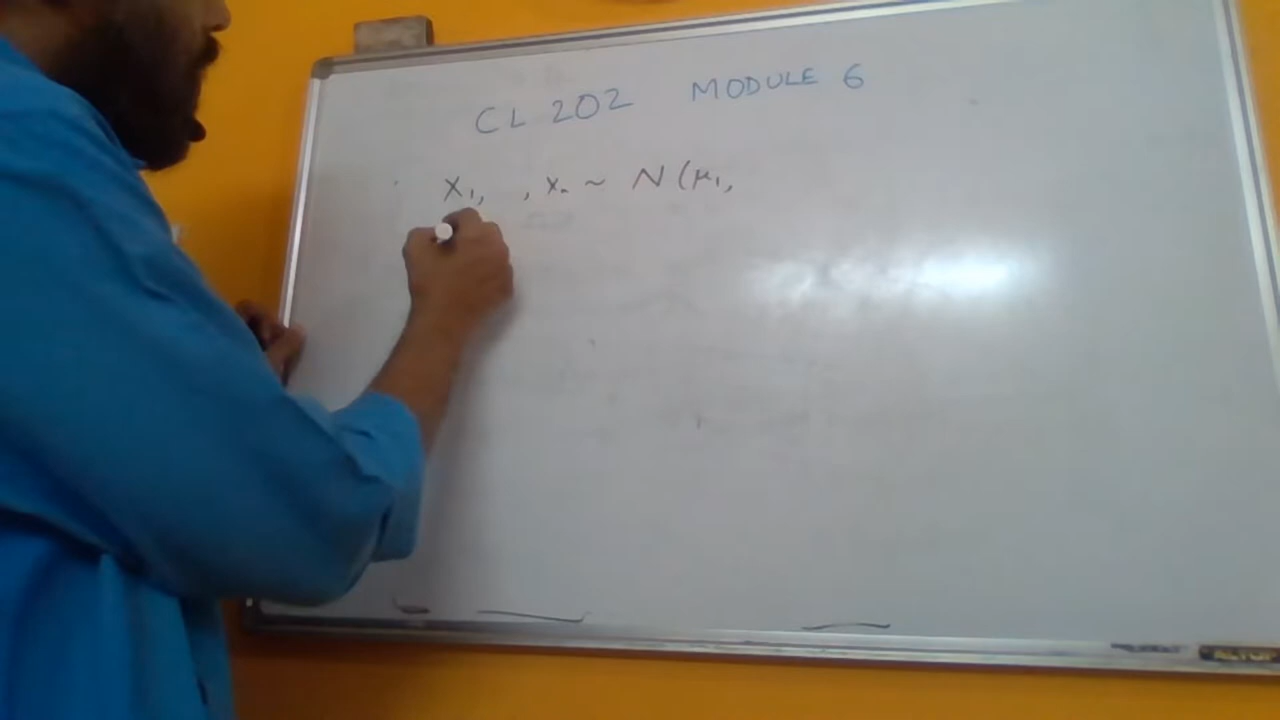 CL 202 MODULE 6
X₁, , Xₙ ~ N(μ₁,